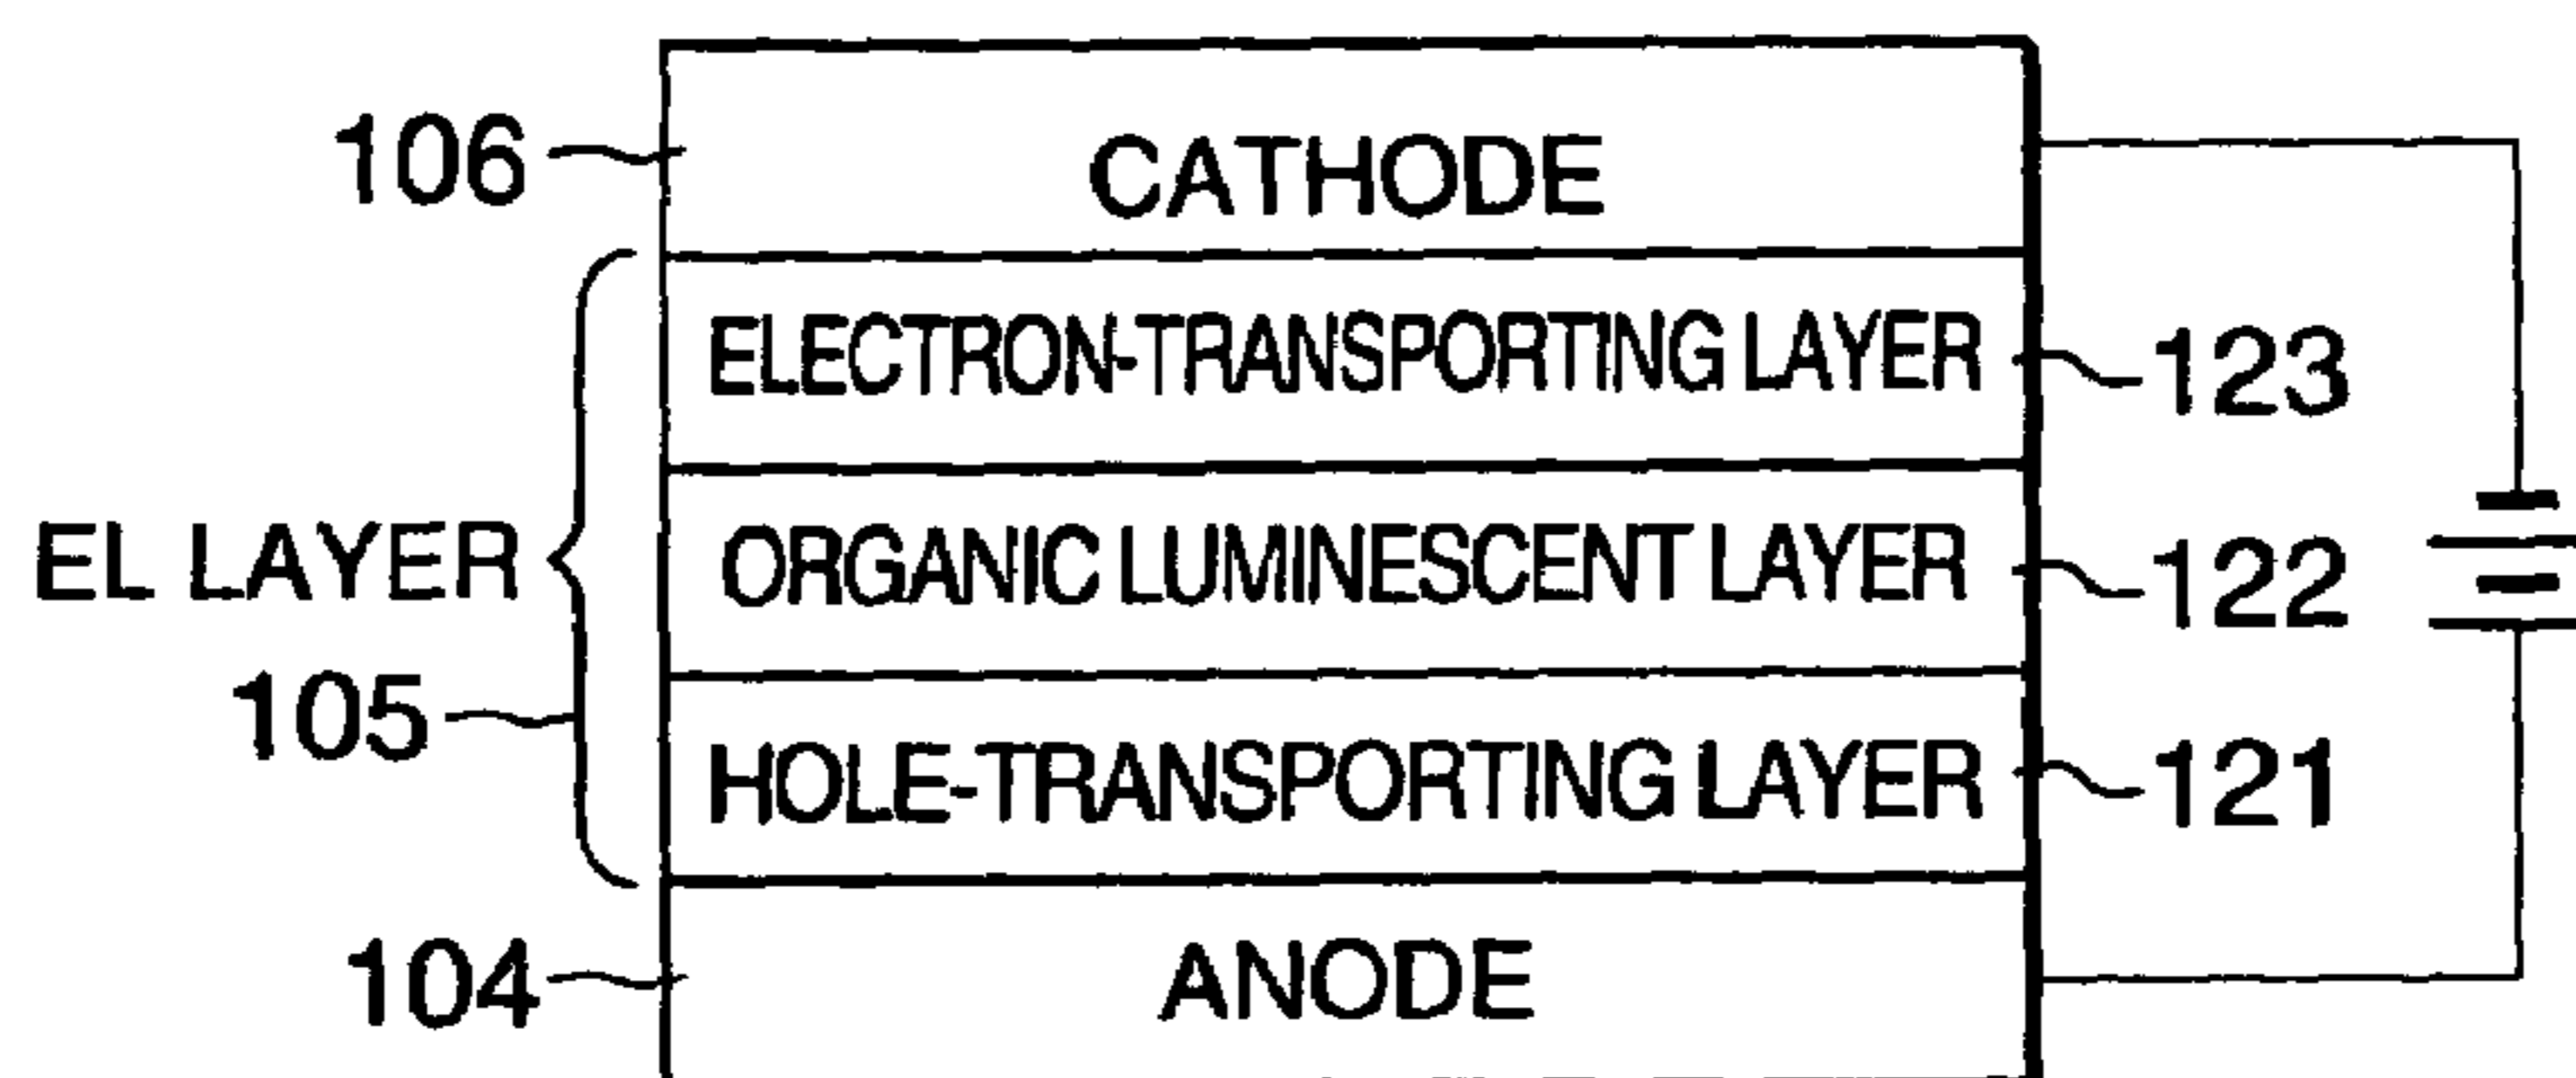 106
CATHODE
ELECTRON-TRANSPORTING LAYER
123
EL LAYER
ORGANIC LUMINESCENT LAYER
122
105
HOLE-TRANSPORTING LAYER
121
104
ANODE